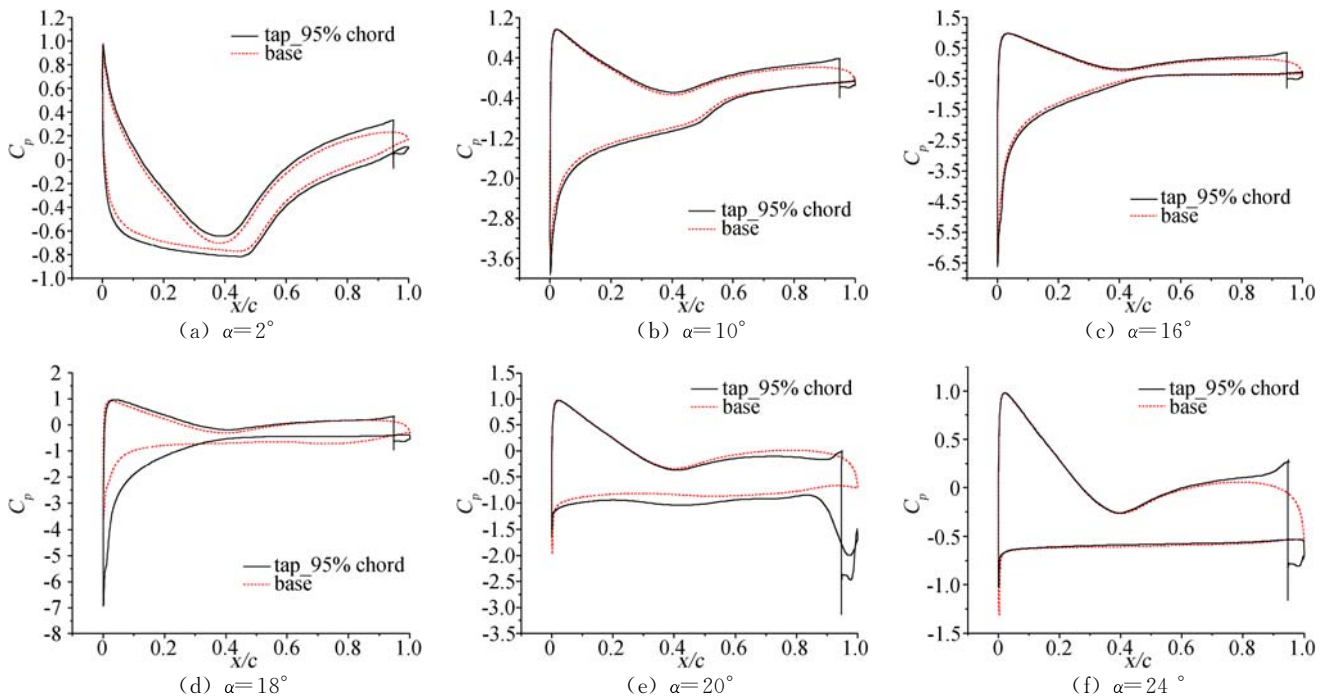 1.2
1.0
0.8
0.6
0.4
0.2
0
-0.2
-0.4
-0.6
-0.8
-1.0
C_p
tap_95% chord
base
0 0.2 0.4 0.6 0.8 1.0
x/c
(a) α=2°
1.2
0.4
-0.4
-1.2
-2.0
-2.8
-3.6
C_p
tap_95% chord
base
0 0.2 0.4 0.6 0.8 1.0
x/c
(b) α=10°
1.5
0.5
-0.5
-1.5
-2.5
-3.5
-4.5
-5.5
-6.5
C_p
tap_95% chord
base
0 0.2 0.4 0.6 0.8 1.0
x/c
(c) α=16°
2
1
0
-1
-2
-3
-4
-5
-6
-7
-8
C_p
tap_95% chord
base
0 0.2 0.4 0.6 0.8 1.0
x/c
(d) α=18°
1.5
1.0
0.5
0
-0.5
-1.0
-1.5
-2.0
-2.5
-3.0
-3.5
C_p
tap_95% chord
base
0 0.2 0.4 0.6 0.8 1.0
x/c
(e) α=20°
1.0
0.5
0
-0.5
-1.0
-1.5
C_p
tap_95% chord
base
0 0.2 0.4 0.6 0.8 1.0
x/c
(f) α=24 °